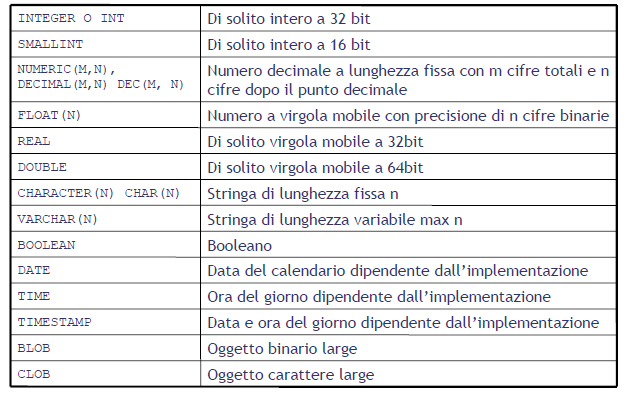 INTEGER O INT
Di solito intero a 32 bit
SMALLINT
Di solito intero a 16 bit
NUMERIC(M,N),
DECIMAL(M,N) DEC(M, N)
Numero decimale a lunghezza fissa con m cifre totali e n
cifre dopo il punto decimale
FLOAT(N)
Numero a virgola mobile con precisione di n cifre binarie
REAL
Di solito virgola mobile a 32bit
DOUBLE
Di solito virgola mobile a 64bit
CHARACTER(N) CHAR(N)
Stringa di lunghezza fissa n
VARCHAR(N)
Stringa di lunghezza variabile max n
BOOLEAN
Booleano
DATE
Data del calendario dipendente dall'implementazione
TIME
Ora del giorno dipendente dall'implementazione
TIMESTAMP
Data e ora del giorno dipendente dall'implementazione
BLOB
Oggetto binario large
CLOB
Oggetto carattere large